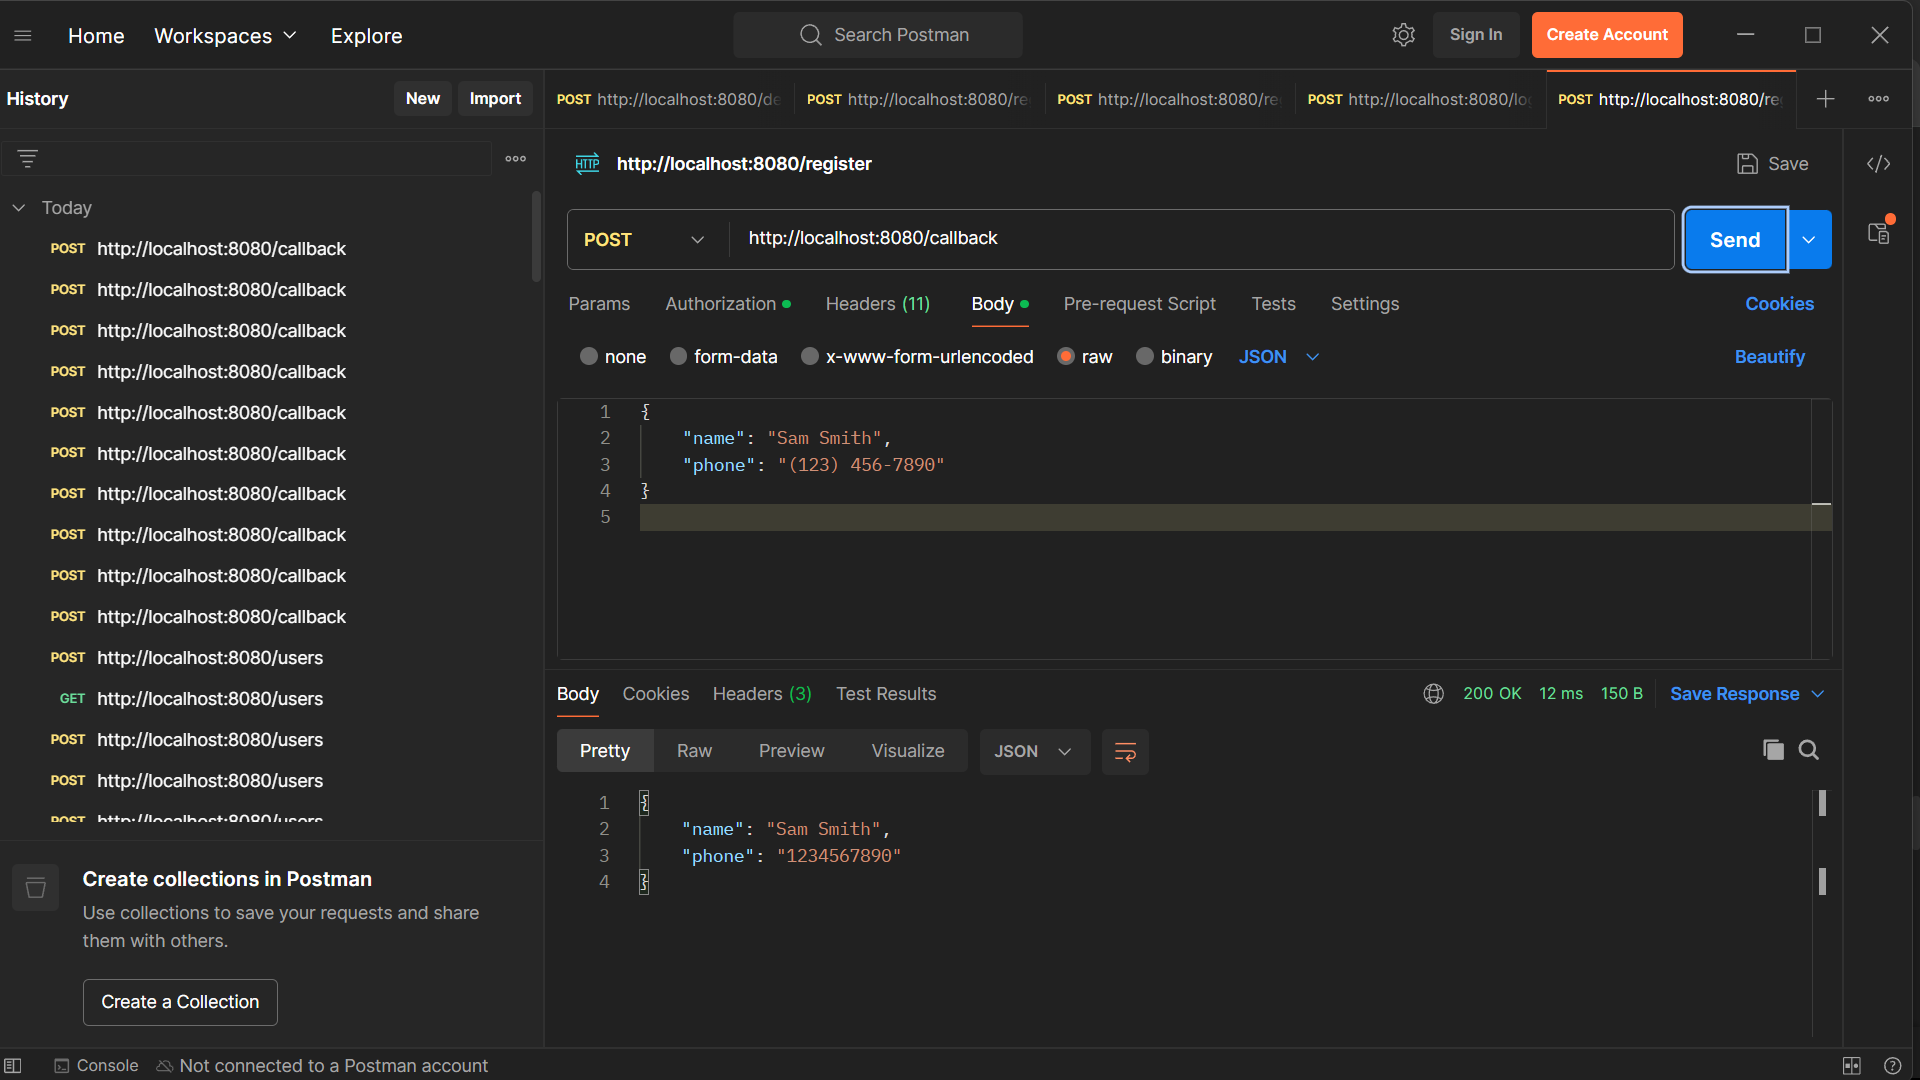 Home Workspaces Explore Search Postman Sign In Create Account
History New Import
POST http://localhost:8080/de POST http://localhost:8080/re POST http://localhost:8080/re POST http://localhost:8080/lo POST http://localhost:8080/re
HTTP http://localhost:8080/register Save
Today
POST http://localhost:8080/callback
POST http://localhost:8080/callback
POST http://localhost:8080/callback
POST http://localhost:8080/callback
POST http://localhost:8080/callback
POST http://localhost:8080/callback
POST http://localhost:8080/callback
POST http://localhost:8080/callback
POST http://localhost:8080/callback
POST http://localhost:8080/callback
POST http://localhost:8080/users
GET http://localhost:8080/users
POST http://localhost:8080/users
POST http://localhost:8080/users
POST http://localhost:8080/users
Create collections in Postman
Use collections to save your requests and share
them with others.
Create a Collection
POST http://localhost:8080/callback Send
Params Authorization Headers (11) Body Pre-request Script Tests Settings Cookies
none form-data x-www-form-urlencoded raw binary JSON Beautify
1 {
2 "name": "Sam Smith",
3 "phone": "(123) 456-7890"
4 }
5
Body Cookies Headers (3) Test Results 200 OK 12 ms 150 B Save Response
Pretty Raw Preview Visualize JSON
1 {
2 "name": "Sam Smith",
3 "phone": "1234567890"
4 }
Console Not connected to a Postman account